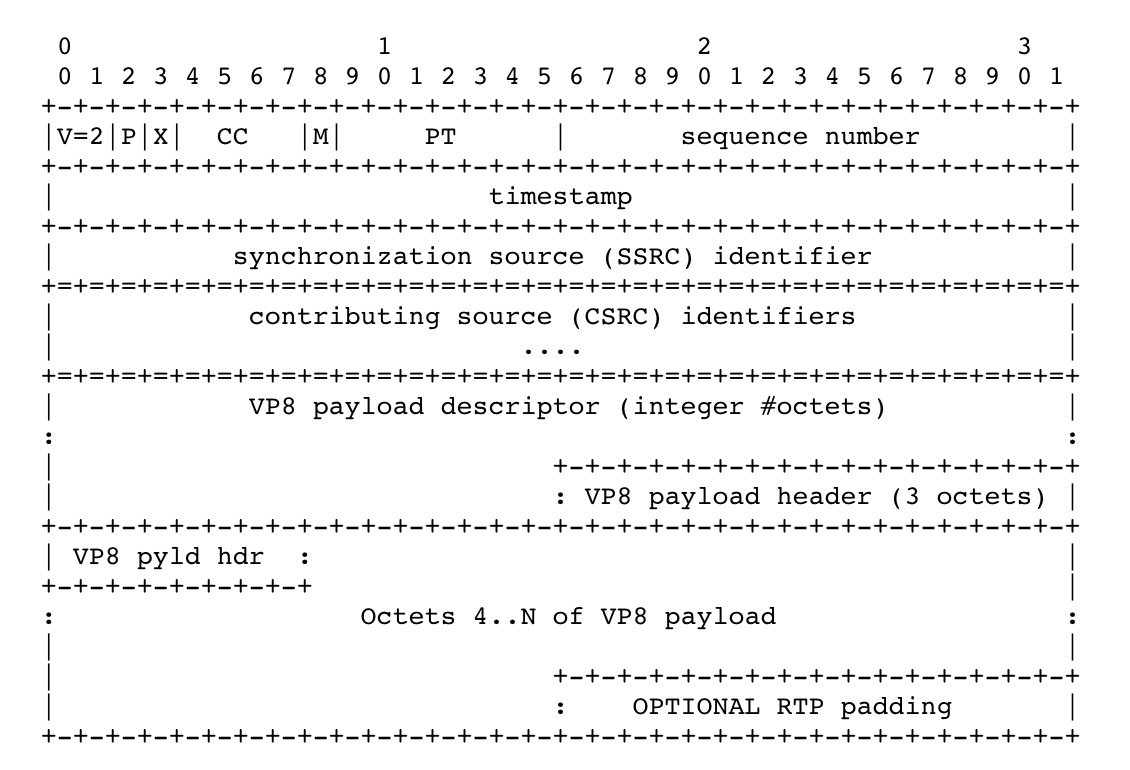 0                   1                   2                   3
 0 1 2 3 4 5 6 7 8 9 0 1 2 3 4 5 6 7 8 9 0 1 2 3 4 5 6 7 8 9 0 1
+-+-+-+-+-+-+-+-+-+-+-+-+-+-+-+-+-+-+-+-+-+-+-+-+-+-+-+-+-+-+-+-+
|V=2|P|X|  CC   |M|     PT      |       sequence number         |
+-+-+-+-+-+-+-+-+-+-+-+-+-+-+-+-+-+-+-+-+-+-+-+-+-+-+-+-+-+-+-+-+
|                           timestamp                           |
+-+-+-+-+-+-+-+-+-+-+-+-+-+-+-+-+-+-+-+-+-+-+-+-+-+-+-+-+-+-+-+-+
|           synchronization source (SSRC) identifier            |
+=+=+=+=+=+=+=+=+=+=+=+=+=+=+=+=+=+=+=+=+=+=+=+=+=+=+=+=+=+=+=+=+
|            contributing source (CSRC) identifiers             |
|                             ....                              |
+=+=+=+=+=+=+=+=+=+=+=+=+=+=+=+=+=+=+=+=+=+=+=+=+=+=+=+=+=+=+=+=+
|            VP8 payload descriptor (integer #octets)           |
:                                                               :
|                               +-+-+-+-+-+-+-+-+-+-+-+-+-+-+-+-+
|                               : VP8 payload header (3 octets) |
+-+-+-+-+-+-+-+-+-+-+-+-+-+-+-+-+-+-+-+-+-+-+-+-+-+-+-+-+-+-+-+-+
| VP8 pyld hdr  :                                               |
+-+-+-+-+-+-+-+-+                                               |
:                   Octets 4..N of VP8 payload                  :
|                                                               |
|                               +-+-+-+-+-+-+-+-+-+-+-+-+-+-+-+-+
|                               :    OPTIONAL RTP padding       |
+-+-+-+-+-+-+-+-+-+-+-+-+-+-+-+-+-+-+-+-+-+-+-+-+-+-+-+-+-+-+-+-+